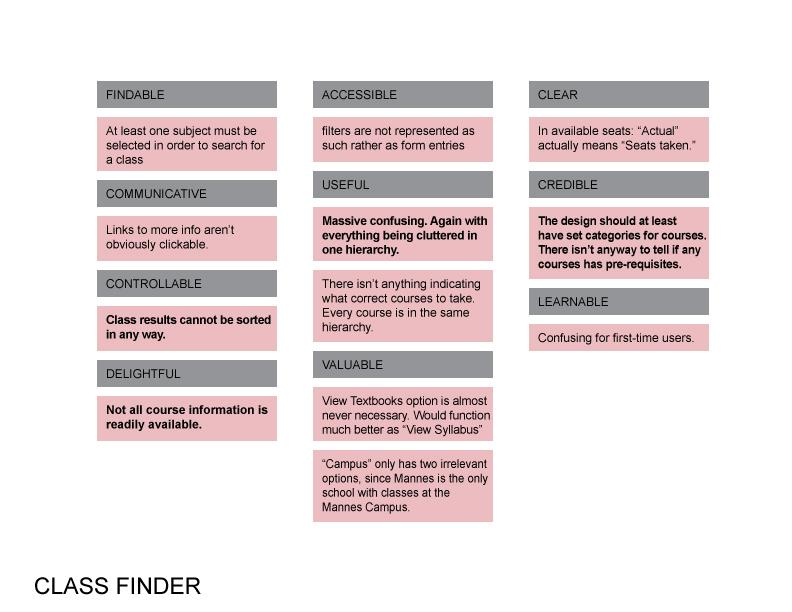 FINDABLE
At least one subject must be
selected in order to search for
a class
COMMUNICATIVE
Links to more info aren't
obviously clickable.
CONTROLLABLE
Class results cannot be sorted
in any way.
DELIGHTFUL
Not all course information is
readily available.
ACCESSIBLE
filters are not represented as
such rather as form entries
USEFUL
Massive confusing. Again with
everything being cluttered in
one hierarchy.
There isn't anything indicating
what correct courses to take.
Every course is in the same
hierarchy.
VALUABLE
View Textbooks option is almost
never necessary. Would function
much better as “View Syllabus”
“Campus” only has two irrelevant
options, since Mannes is the only
school with classes at the
Mannes Campus.
CLEAR
In available seats: “Actual”
actually means “Seats taken.”
CREDIBLE
The design should at least
have set categories for courses.
There isn't anyway to tell if any
courses has pre-requisites.
LEARNABLE
Confusing for first-time users.
CLASS FINDER